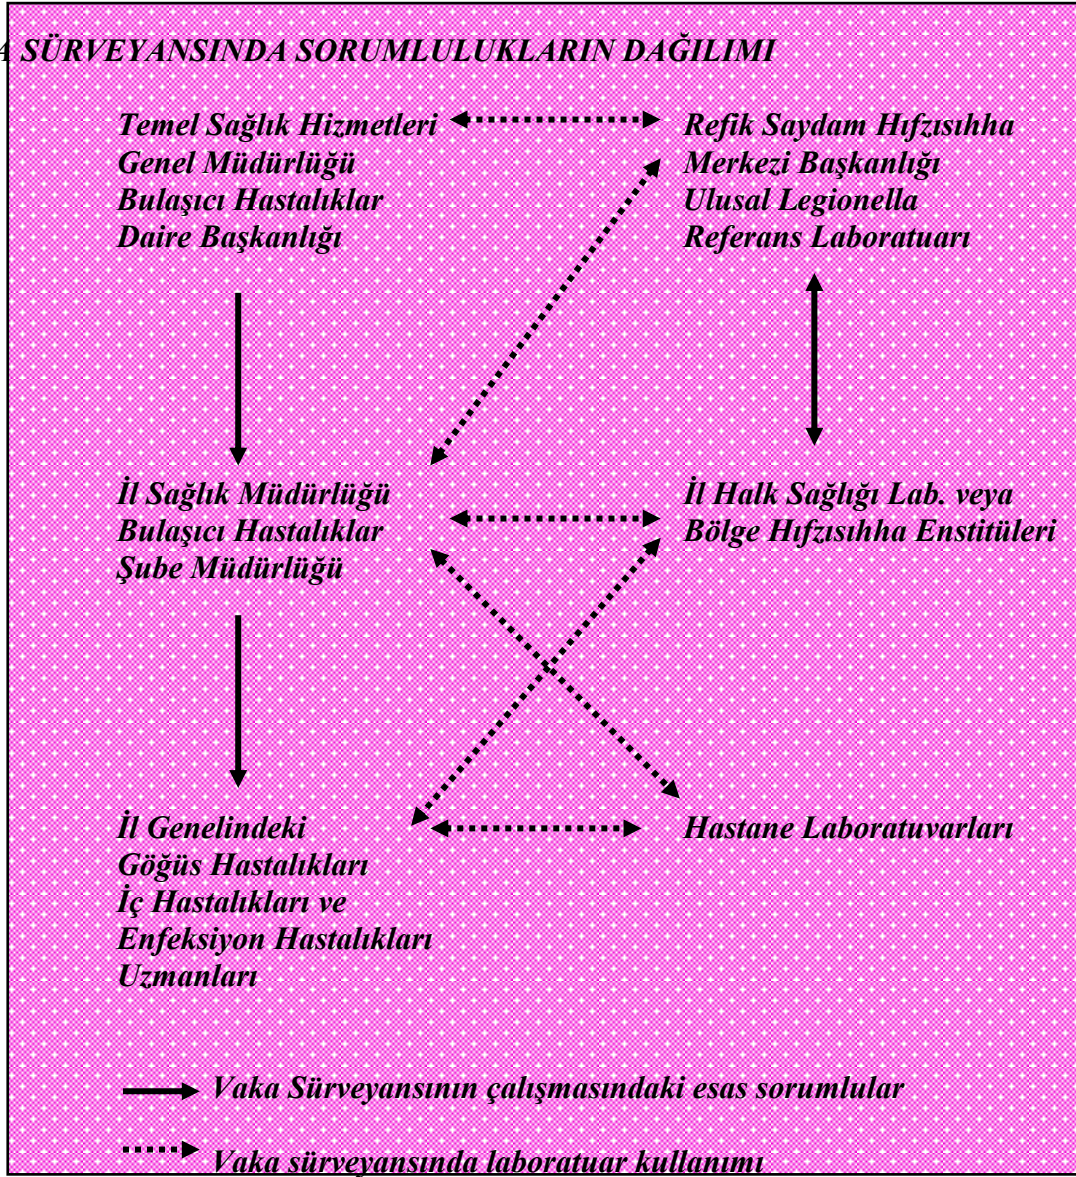 SÜRVEYANSINDA SORUMLULUKLARIN DAĞILIMI
Temel Sağlık Hizmetleri
Genel Müdürlüğü
Bulaşıcı Hastalıklar
Daire Başkanlığı
Refik Saydam Hıfzısıhha
Merkezi Başkanlığı
Ulusal Legionella
Referans Laboratuarı
İl Sağlık Müdürlüğü
Bulaşıcı Hastalıklar
Şube Müdürlüğü
İl Halk Sağlığı Lab. veya
Bölge Hıfzısıhha Enstitüleri
İl Genelindeki
Göğüs Hastalıkları
İç Hastalıkları ve
Enfeksiyon Hastalıkları
Uzmanları
Hastane Laboratuvarları
Vaka Sürveyansının çalışmasındaki esas sorumlular
Vaka sürveyansında laboratuar kullanımı